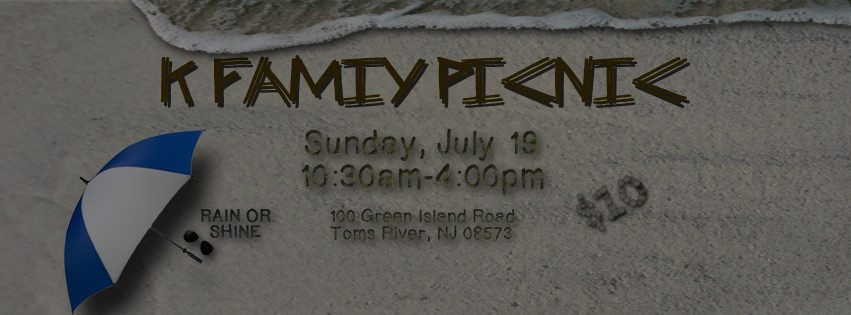 K FAMIY PICNIC
Sunday, July 19
10:30am-4:00pm
$10
RAIN OR
SHINE
100 Green Island Road
Toms River, NJ 08573